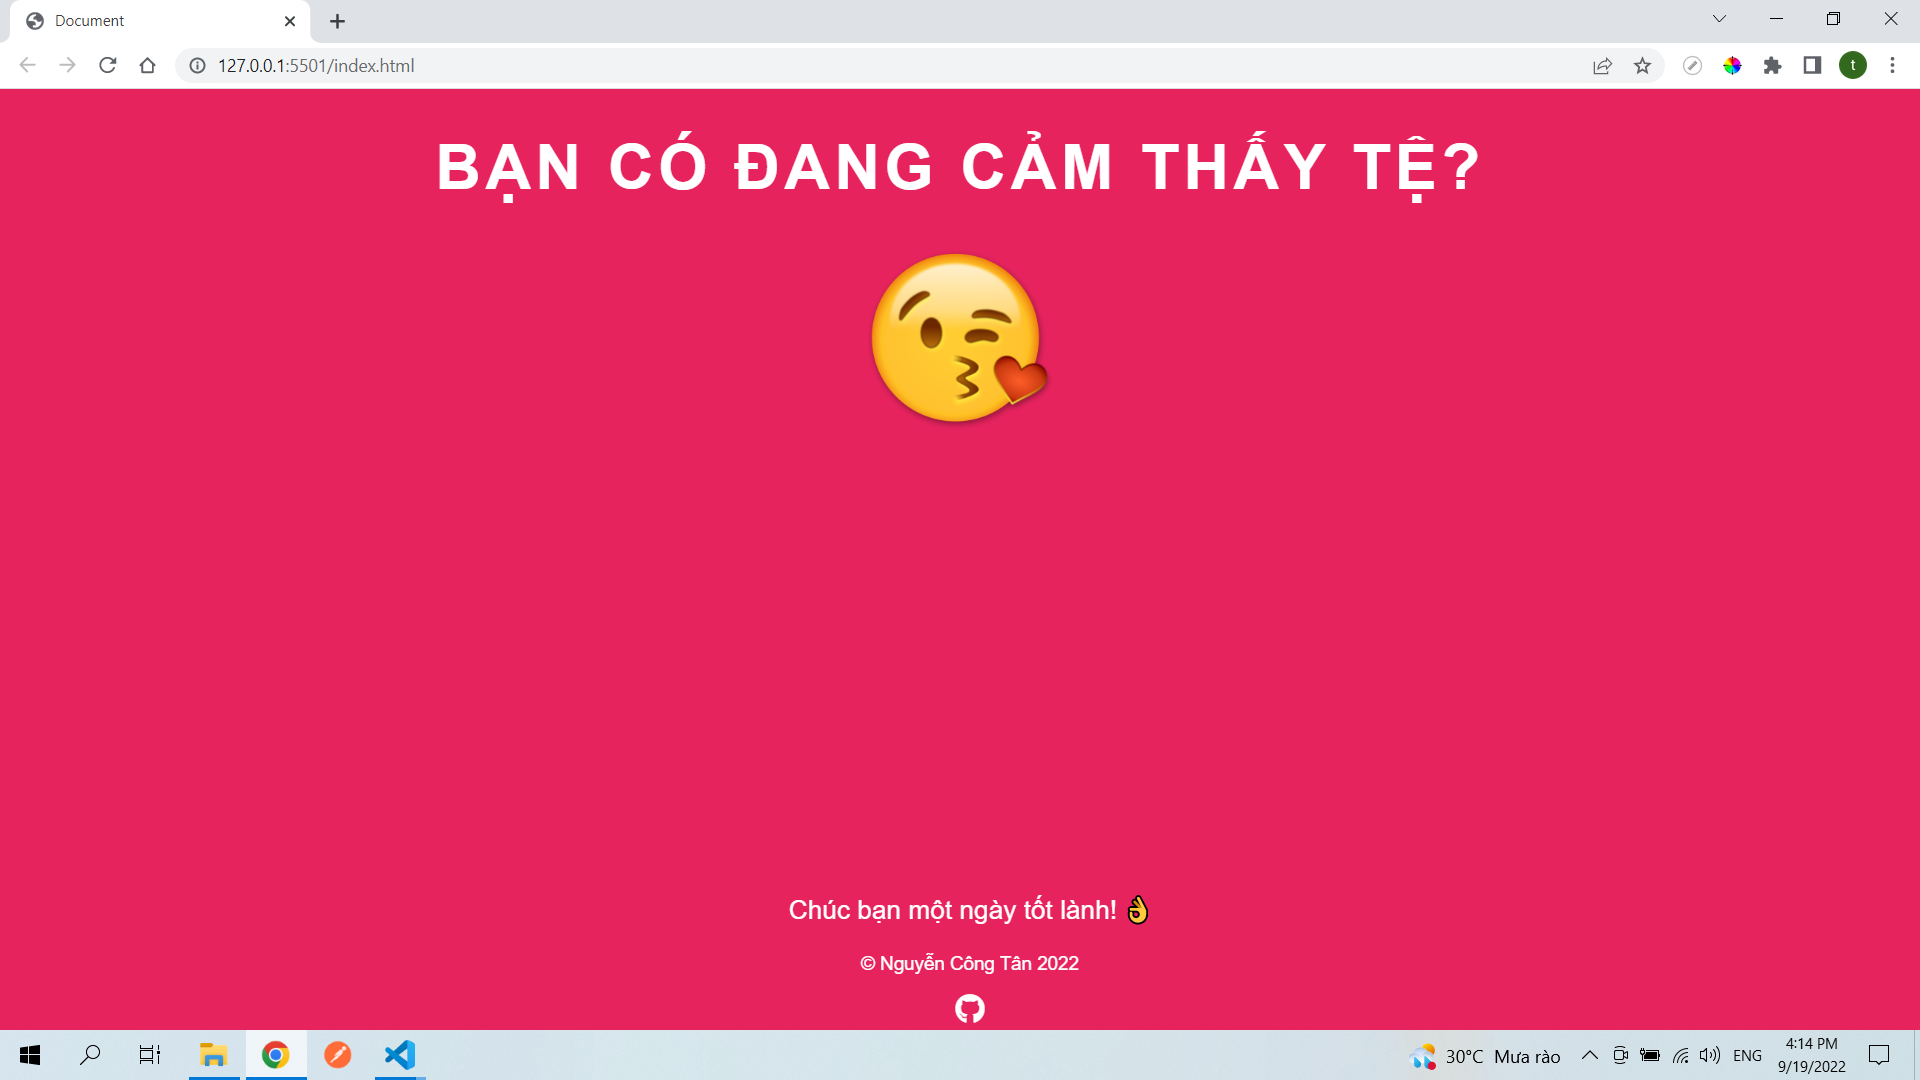 Document
127.0.0.1:5501/index.html
t
BẠN CÓ ĐANG CẢM THẤY TỆ?
Chúc bạn một ngày tốt lành! 👌
© Nguyễn Công Tân 2022
30°C Mưa rào
ENG
4:14 PM
9/19/2022